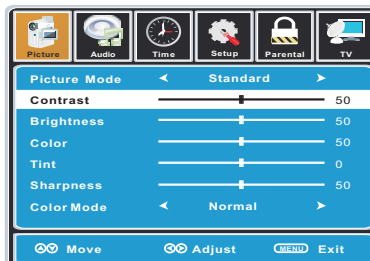 Picture Audio Time Setup Parental TV
Picture Mode Standard
Contrast 50
Brightness 50
Color 50
Tint 0
Sharpness 50
Color Mode Normal
Move Adjust MENU Exit